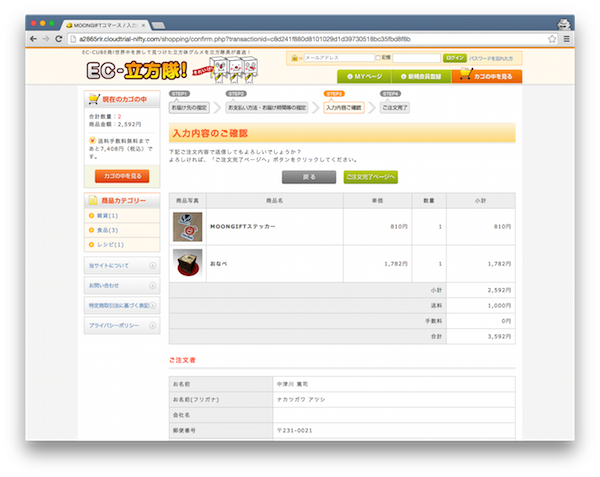 MOONGIFTコマース / 入力
a2865rlr.cloudtrial-nifty.com/shopping/confirm.php?transactionid=c8d241f880d8101029d1d39730518bc35fbd8f8b
EC-CUBE発!世界中を旅して見つけた立方体グルメを立方隊員が直送!
EC-立方隊!
メールアドレス
記憶
ログイン
パスワードを忘れた方
MYページ
新規会員登録
カゴの中を見る
現在のカゴの中
合計数量：2
商品金額：2,592円
送料手数料無料まで
あと7,408円（税込）で
す。
カゴの中を見る
商品カテゴリー
雑貨(1)
食品(3)
レシピ(1)
当サイトについて
お問い合わせ
特定商取引法に基づく表記
プライバシーポリシー
STEP1
お届け先の指定
STEP2
お支払い方法・お届け時間等の指定
STEP3
入力内容ご確認
STEP4
ご注文完了
入力内容のご確認
下記ご注文内容で送信してもよろしいでしょうか？
よろしければ、「ご注文完了ページへ」ボタンをクリックしてください。
戻る
ご注文完了ページへ
商品写真 商品名 単価 数量 小計
MOONGIFTステッカー 810円 1 810円
おなべ 1,782円 1 1,782円
小計 2,592円
送料 1,000円
手数料 0円
合計 3,592円
ご注文者
お名前 中津川 篤司
お名前(フリガナ) ナカツガワ アツシ
会社名
郵便番号 〒231-0021